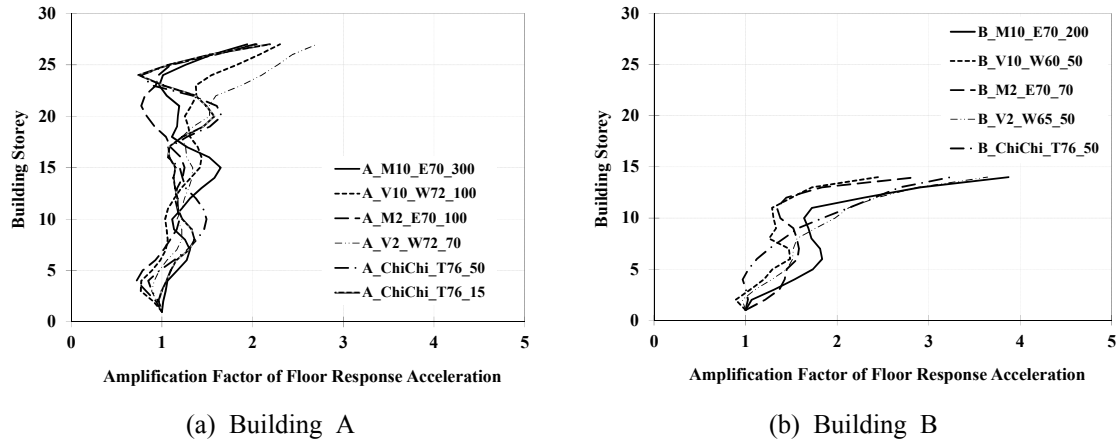 30
25
20
15
10
5
0
Building Storey
A_M10_E70_300
A_V10_W72_100
A_M2_E70_100
A_V2_W72_70
A_ChiChi_T76_50
A_ChiChi_T76_15
0 1 2 3 4 5
Amplification Factor of Floor Response Acceleration
(a) Building A
30
25
20
15
10
5
0
Building Storey
B_M10_E70_200
B_V10_W60_50
B_M2_E70_70
B_V2_W65_50
B_ChiChi_T76_50
0 1 2 3 4 5
Amplification Factor of Floor Response Acceleration
(b) Building B